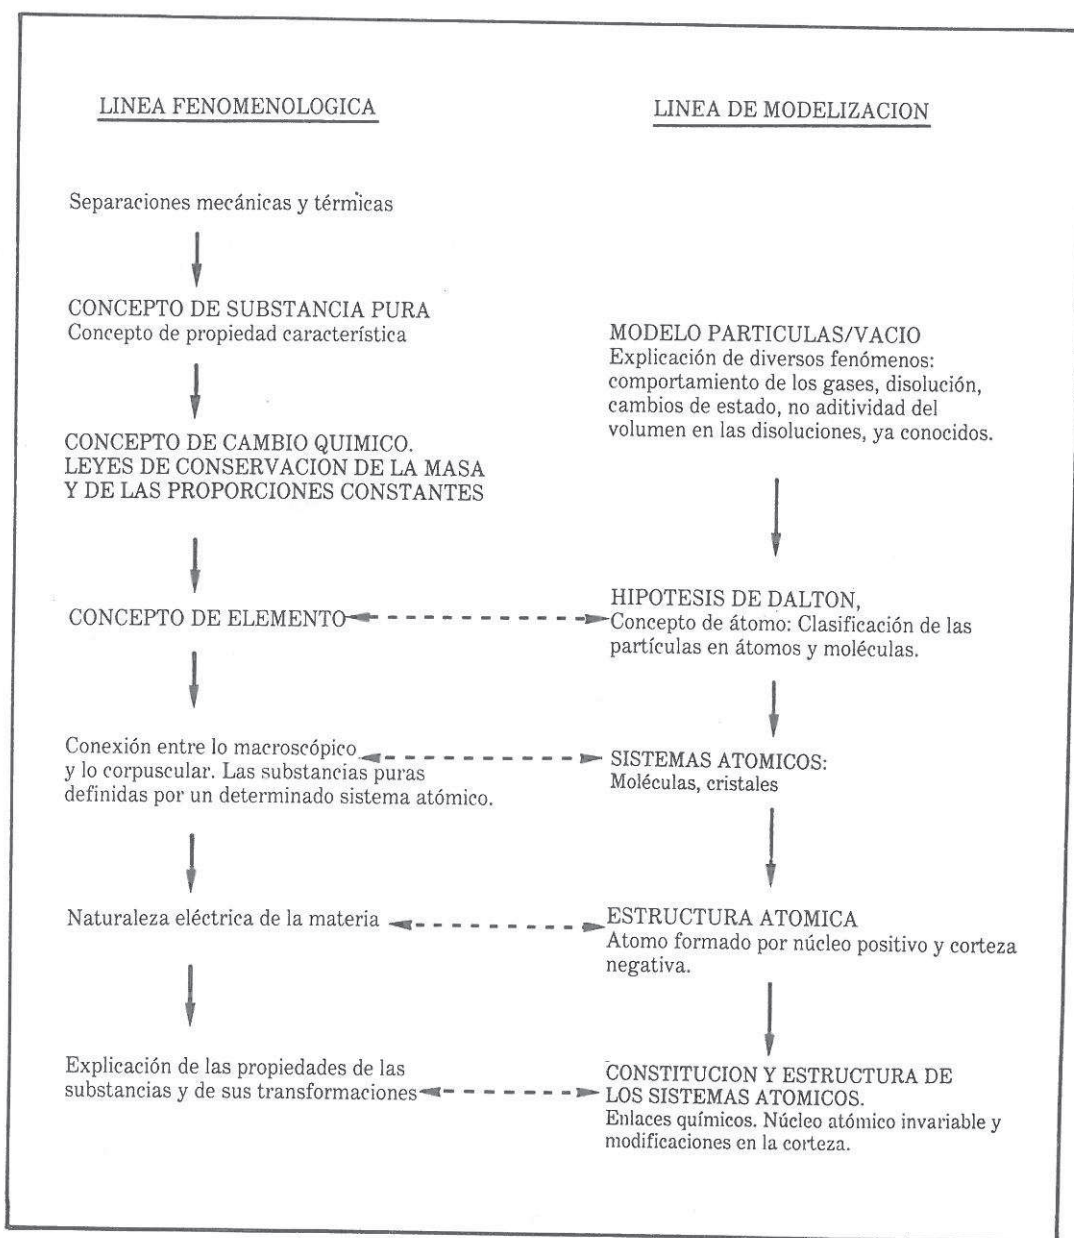 LINEA FENOMENOLOGICA
Separaciones mecánicas y térmicas
CONCEPTO DE SUBSTANCIA PURA
Concepto de propiedad característica
CONCEPTO DE CAMBIO QUIMICO.
LEYES DE CONSERVACION DE LA MASA
Y DE LAS PROPORCIONES CONSTANTES
CONCEPTO DE ELEMENTO
Conexión entre lo macroscópico
y lo corpuscular. Las substancias puras
definidas por un determinado sistema atómico.
Naturaleza eléctrica de la materia
Explicación de las propiedades de las
substancias y de sus transformaciones
LINEA DE MODELIZACION
MODELO PARTICULAS/VACIO
Explicación de diversos fenómenos:
comportamiento de los gases, disolución,
cambios de estado, no aditividad del
volumen en las disoluciones, ya conocidos.
HIPOTESIS DE DALTON,
Concepto de átomo: Clasificación de las
partículas en átomos y moléculas.
SISTEMAS ATOMICOS:
Moléculas, cristales
ESTRUCTURA ATOMICA
Atomo formado por núcleo positivo y corteza
negativa.
CONSTITUCION Y ESTRUCTURA DE
LOS SISTEMAS ATOMICOS.
Enlaces químicos. Núcleo atómico invariable y
modificaciones en la corteza.